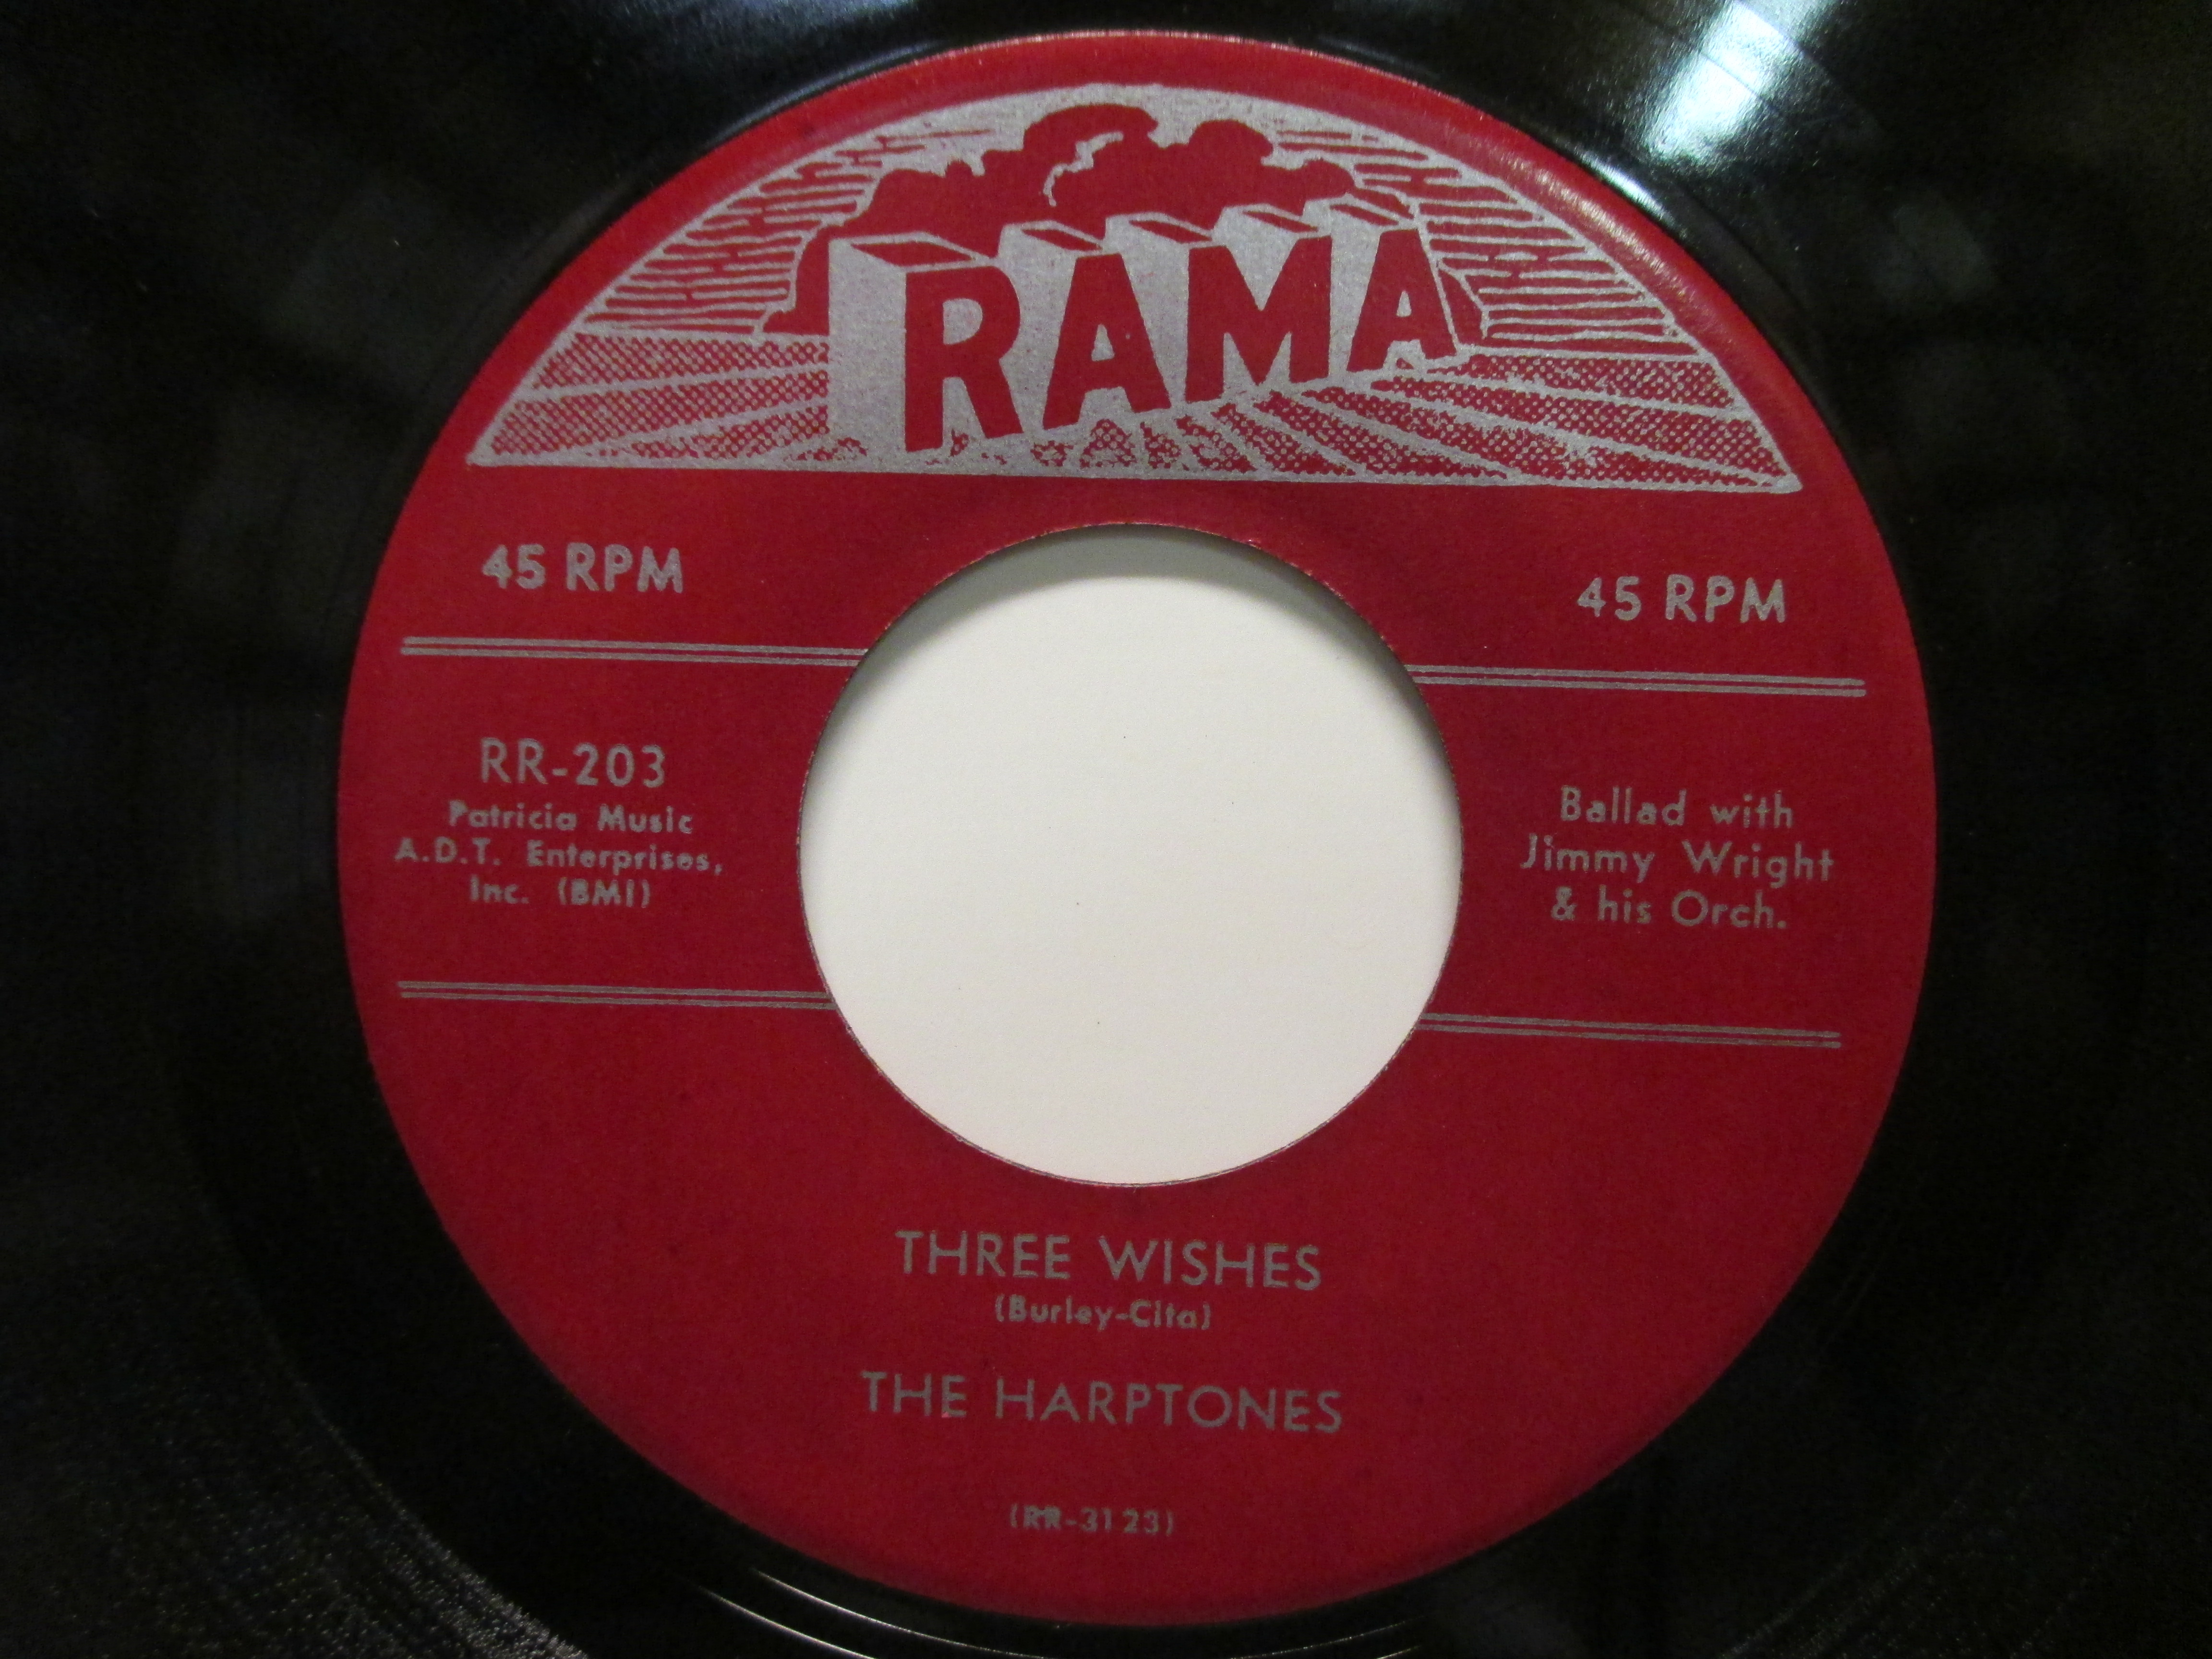 RAMA
45 RPM
45 RPM
RR-203
Patricia Music
A.D.T. Enterprises,
Inc. (BMI)
Ballad with
Jimmy Wright
& his Orch.
THREE WISHES
(Burley-Cita)
THE HARPTONES
(RR-3123)